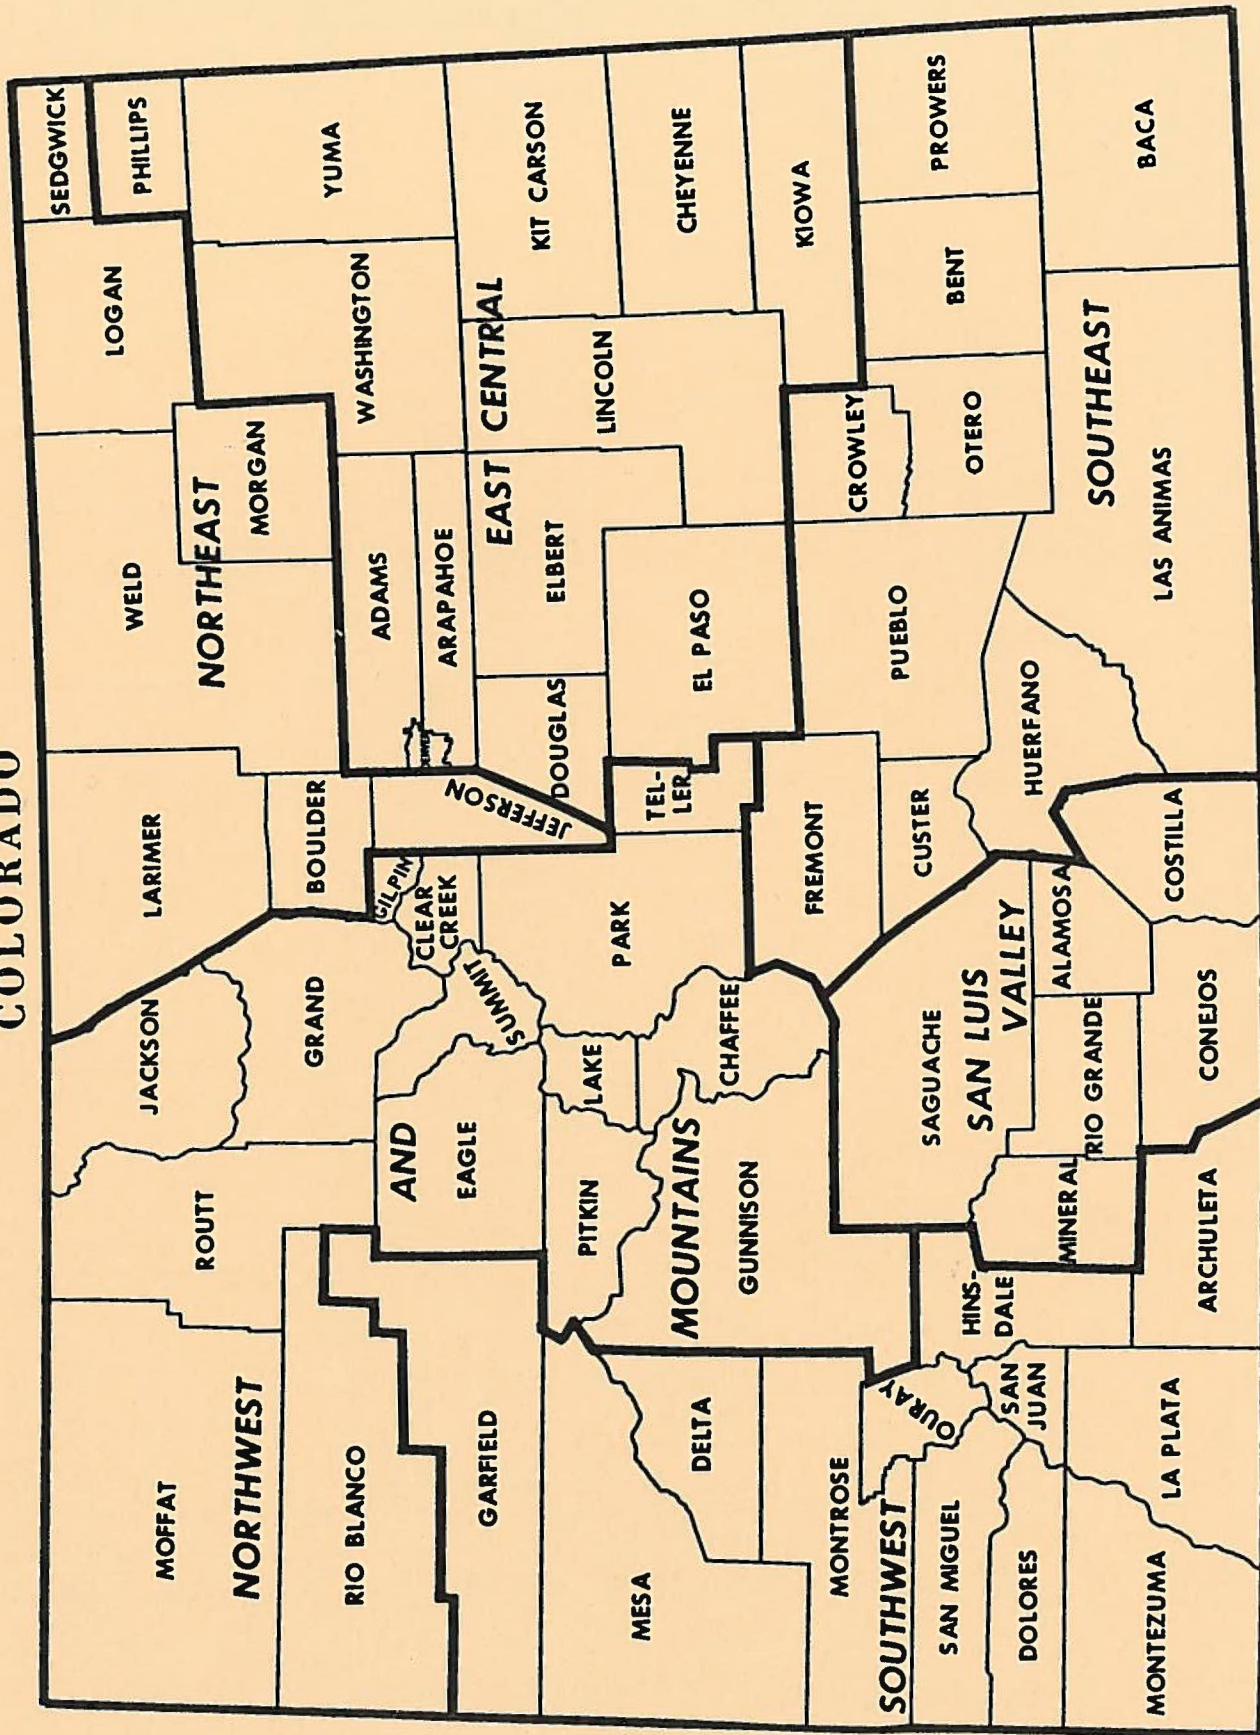 COLORADO
MOFFAT
NORTHWEST
RIO BLANCO
GARFIELD
MESA
DELTA
MONTROSE
SOUTHWEST
SAN MIGUEL
OURAY
DOLORES
SAN
JUAN
MONTEZUMA
LA PLATA
ROUTT
JACKSON
GRAND
AND
EAGLE
SUMMIT
PITKIN
LAKE
MOUNTAINS
GUNNISON
CHAFFEE
PARK
GILPIN
CLEAR
CREEK
HINS-
DALE
ARCHULETA
SAGUACHE
SAN LUIS
VALLEY
MINERAL
RIO GRANDE
ALAMOSA
CONEJOS
COSTILLA
LARIMER
BOULDER
JEFFERSON
WELD
NORTHEAST
MORGAN
LOGAN
SEDGWICK
PHILLIPS
YUMA
WASHINGTON
ADAMS
DENVER
ARAPAHOE
EAST CENTRAL
DOUGLAS
ELBERT
LINCOLN
KIT CARSON
CHEYENNE
KIOWA
TEL-
LER
EL PASO
FREMONT
CUSTER
PUEBLO
HUERFANO
CROWLEY
OTERO
BENT
PROWERS
SOUTHEAST
LAS ANIMAS
BACA